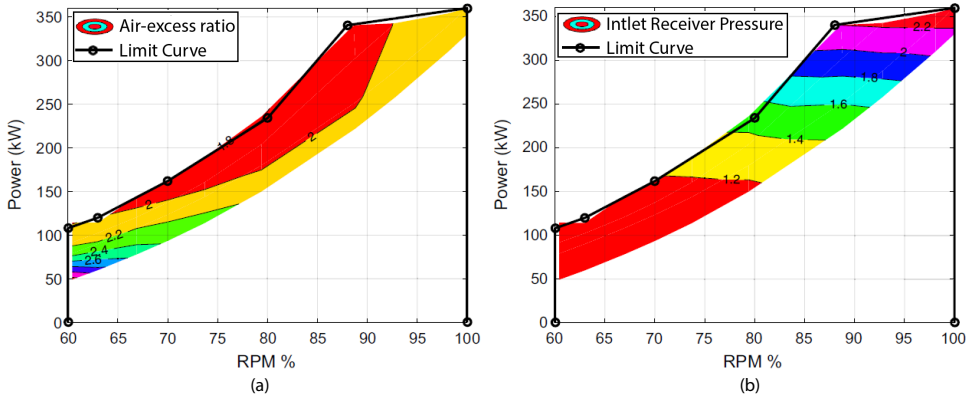 (a)
Air-excess ratio
Limit Curve
Power (kW)
350
300
250
200
150
100
50
0
1.8
2
2
2.2
2.4
2.6
60 65 70 75 80 85 90 95 100
RPM %
(a)
(b)
Inlet Receiver Pressure
Limit Curve
Power (kW)
350
300
250
200
150
100
50
0
2.2
2
1.8
1.6
1.4
1.2
60 65 70 75 80 85 90 95 100
RPM %
(b)